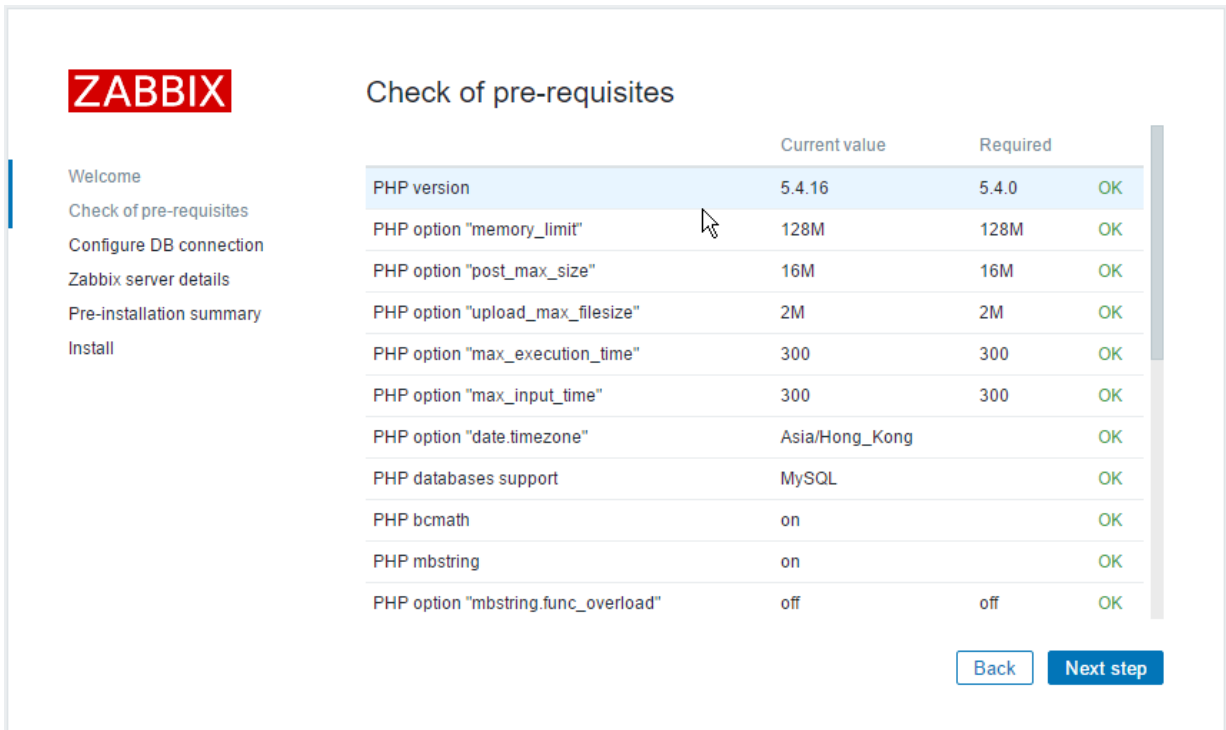 ZABBIX
Welcome
Check of pre-requisites
Configure DB connection
Zabbix server details
Pre-installation summary
Install
Check of pre-requisites
Current value Required
PHP version 5.4.16 5.4.0 OK
PHP option "memory_limit" 128M 128M OK
PHP option "post_max_size" 16M 16M OK
PHP option "upload_max_filesize" 2M 2M OK
PHP option "max_execution_time" 300 300 OK
PHP option "max_input_time" 300 300 OK
PHP option "date.timezone" Asia/Hong_Kong OK
PHP databases support MySQL OK
PHP bcmath on OK
PHP mbstring on OK
PHP option "mbstring.func_overload" off off OK
Back Next step